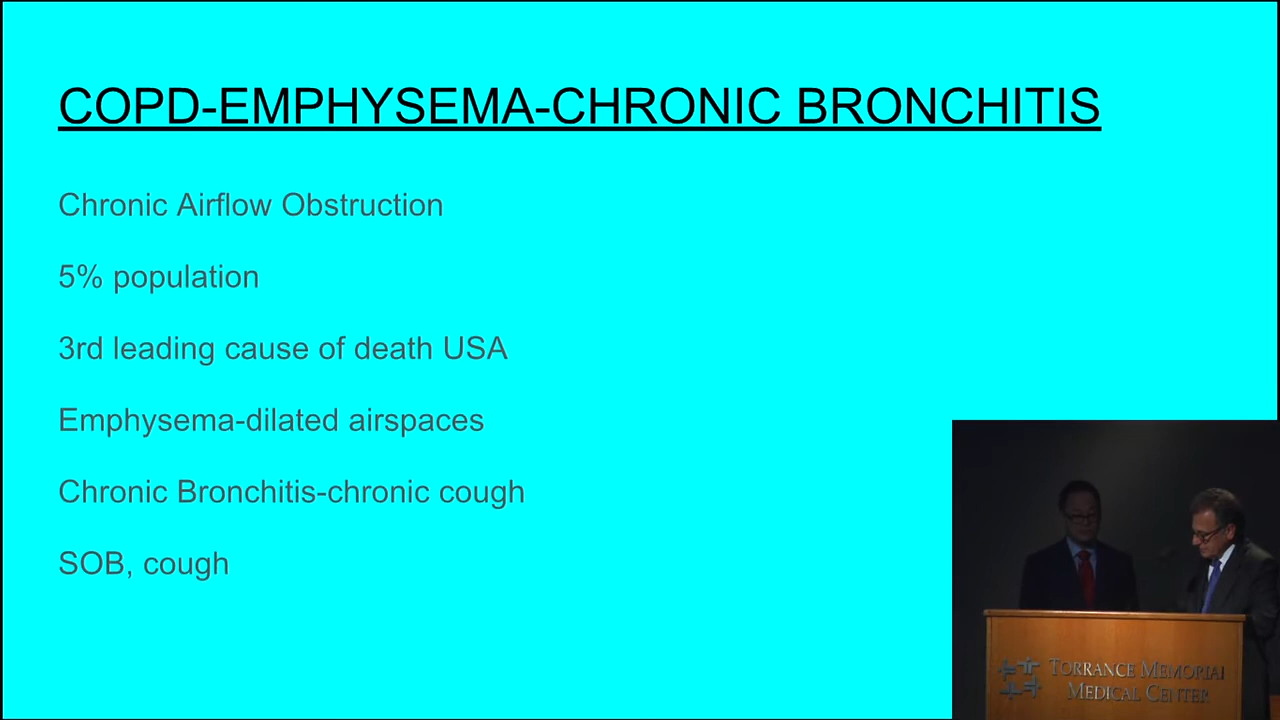 COPD-EMPHYSEMA-CHRONIC BRONCHITIS
Chronic Airflow Obstruction
5% population
3rd leading cause of death USA
Emphysema-dilated airspaces
Chronic Bronchitis-chronic cough
SOB, cough
TORRANCE MEMORIAL
MEDICAL CENTER